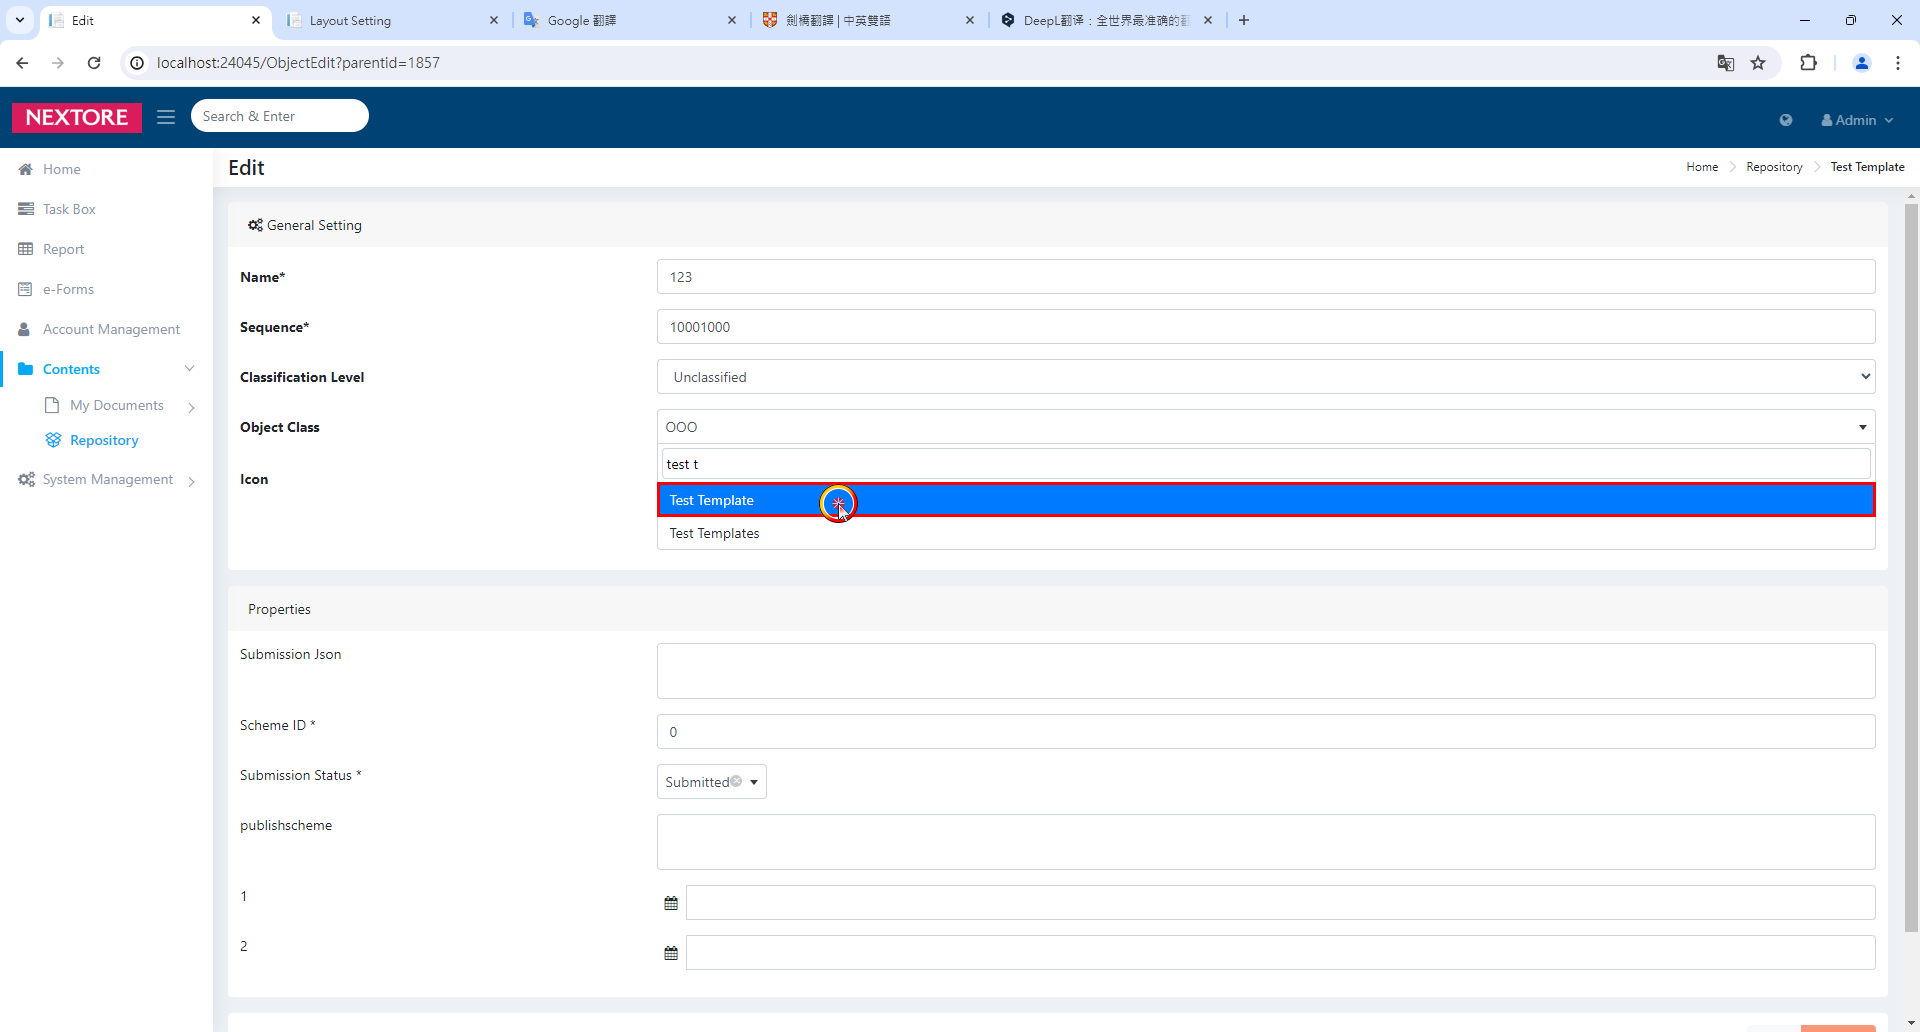 Edit
Layout Setting
Google 翻譯
劍橋翻譯 | 中英雙語
DeepL翻译：全世界最准确的
localhost:24045/ObjectEdit?parentid=1857
NEXTORE
Search & Enter
Admin
Home
Task Box
Report
e-Forms
Account Management
Contents
My Documents
Repository
System Management
Edit
Home
Repository
Test Template
General Setting
Name*
123
Sequence*
10001000
Classification Level
Unclassified
Object Class
OOO
test t
Icon
Test Template
Test Templates
Properties
Submission Json
Scheme ID *
0
Submission Status *
Submitted
publishscheme
1
2